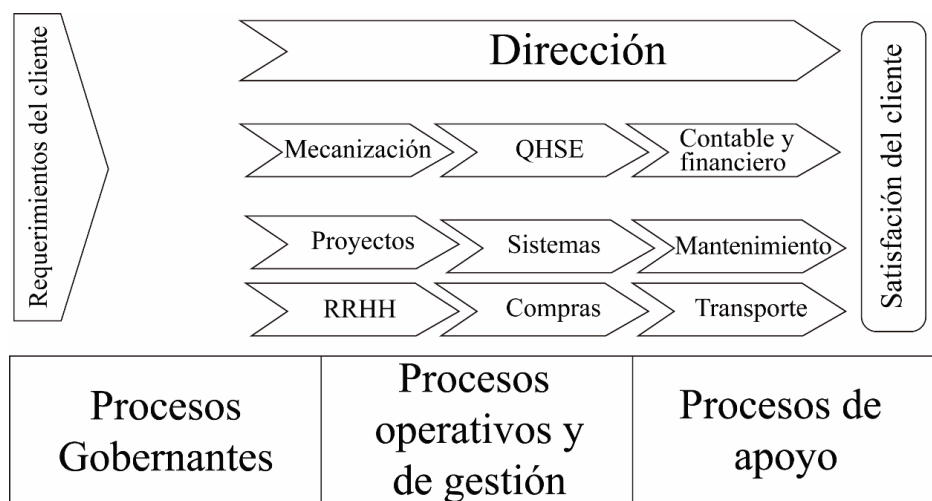 Requerimientos del cliente
Dirección
Mecanización
QHSE
Contable y
financiero
Proyectos
Sistemas
Mantenimiento
RRHH
Compras
Transporte
Satisfacción del cliente
Procesos
Gobernantes
Procesos
operativos y
de gestión
Procesos de
apoyo